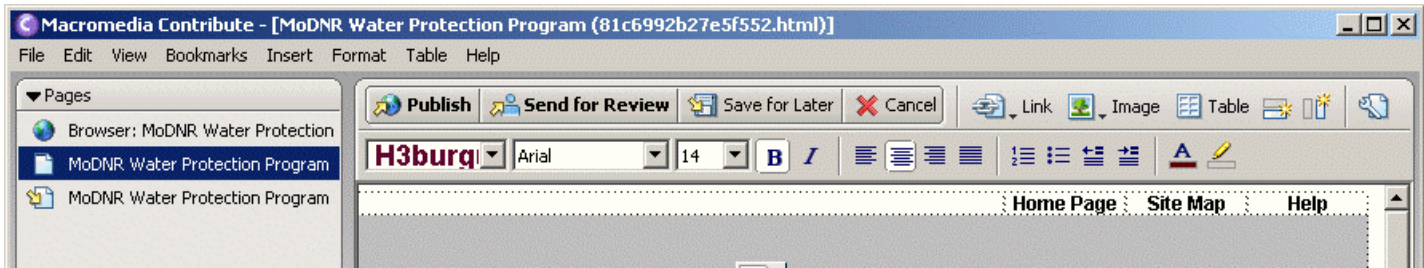 Macromedia Contribute - [MoDNR Water Protection Program (81c6992b27e5f552.html)]
File Edit View Bookmarks Insert Format Table Help
Pages
Browser: MoDNR Water Protection
MoDNR Water Protection Program
MoDNR Water Protection Program
Publish Send for Review Save for Later Cancel Link Image Table
H3burg Arial 14 B I
Home Page Site Map Help